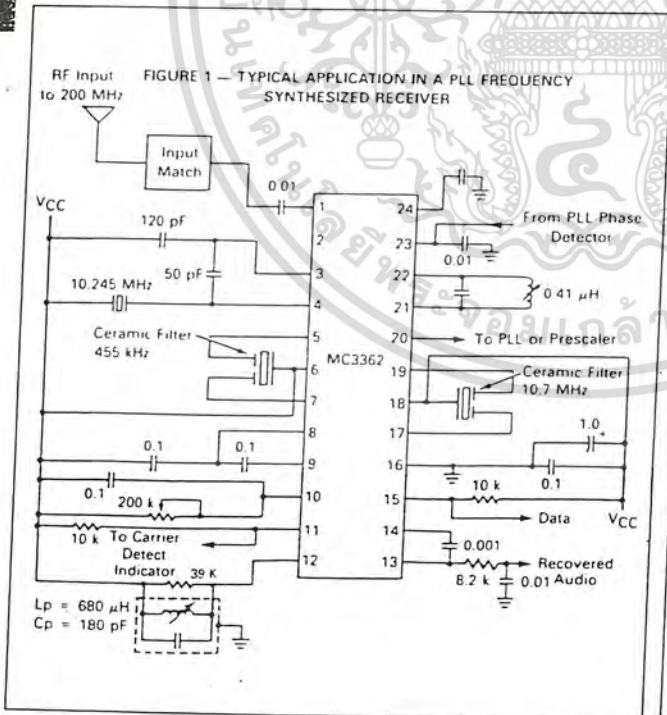 FIGURE 1 — TYPICAL APPLICATION IN A PLL FREQUENCY
SYNTHESIZED RECEIVER
RF Input
to 200 MHz
Input
Match
0.01
VCC
120 pF
50 pF
10.245 MHz
Ceramic Filter
455 kHz
0.1
0.1
0.1
200 k
10 k
To Carrier
Detect
Indicator
39 K
Lp = 680 μH
Cp = 180 pF
1
2
3
4
5
6
7
8
9
10
11
12
MC3362
24
23
22
21
20
19
18
17
16
15
14
13
From PLL Phase
Detector
0.01
0.41 μH
To PLL or Prescaler
Ceramic Filter
10.7 MHz
1.0
+
0.1
10 k
Data
VCC
0.001
8.2 k
0.01
Recovered
Audio